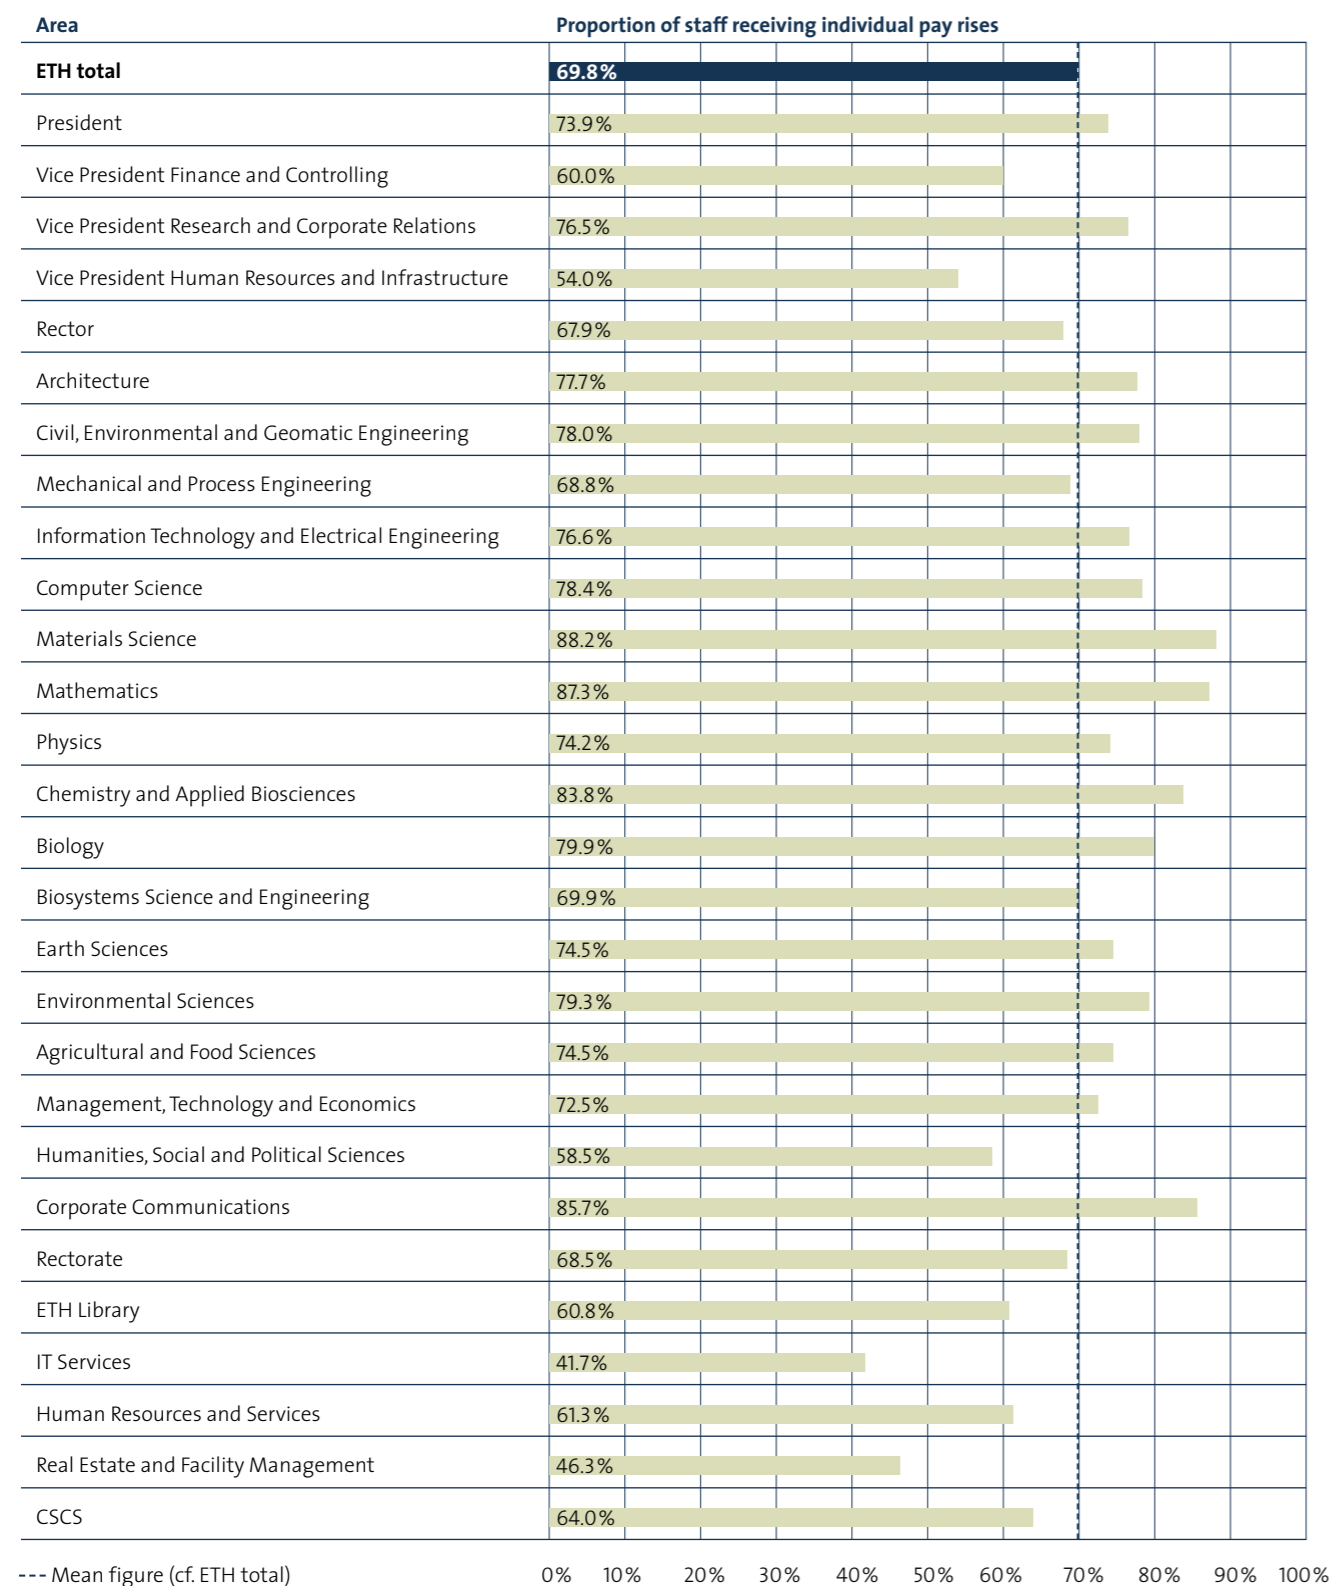 Area Proportion of staff receiving individual pay rises
ETH total 69.8%
President 73.9%
Vice President Finance and Controlling 60.0%
Vice President Research and Corporate Relations 76.5%
Vice President Human Resources and Infrastructure 54.0%
Rector 67.9%
Architecture 77.7%
Civil, Environmental and Geomatic Engineering 78.0%
Mechanical and Process Engineering 68.8%
Information Technology and Electrical Engineering 76.6%
Computer Science 78.4%
Materials Science 88.2%
Mathematics 87.3%
Physics 74.2%
Chemistry and Applied Biosciences 83.8%
Biology 79.9%
Biosystems Science and Engineering 69.9%
Earth Sciences 74.5%
Environmental Sciences 79.3%
Agricultural and Food Sciences 74.5%
Management, Technology and Economics 72.5%
Humanities, Social and Political Sciences 58.5%
Corporate Communications 85.7%
Rectorate 68.5%
ETH Library 60.8%
IT Services 41.7%
Human Resources and Services 61.3%
Real Estate and Facility Management 46.3%
CSCS 64.0%
--- Mean figure (cf. ETH total) 0% 10% 20% 30% 40% 50% 60% 70% 80% 90% 100%